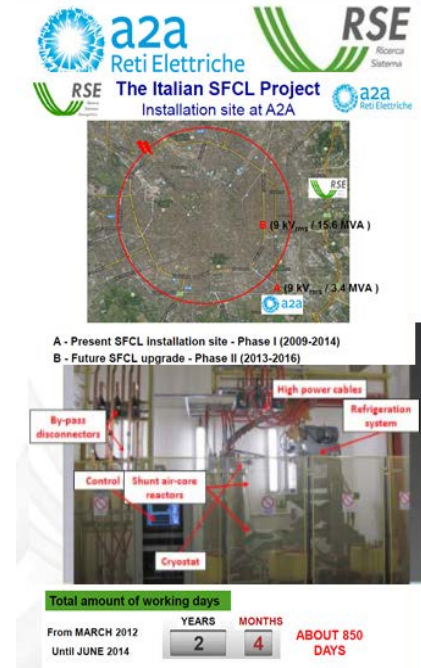 a2a
Reti Elettriche
RSE
Ricerca
Sistema
RSE
The Italian SFCL Project
Installation site at A2A
a2a
Reti Elettriche
RSE
B (9 kVrms / 15.6 MVA )
A (9 kVrms / 3.4 MVA )
a2a
A - Present SFCL installation site - Phase I (2009-2014)
B - Future SFCL upgrade - Phase II (2013-2016)
High power cables
By-pass
disconnectors
Refrigeration
system
Control
Shunt air-core
reactors
Cryostat
Total amount of working days
From MARCH 2012
Until JUNE 2014
YEARS
MONTHS
2
4
ABOUT 850
DAYS